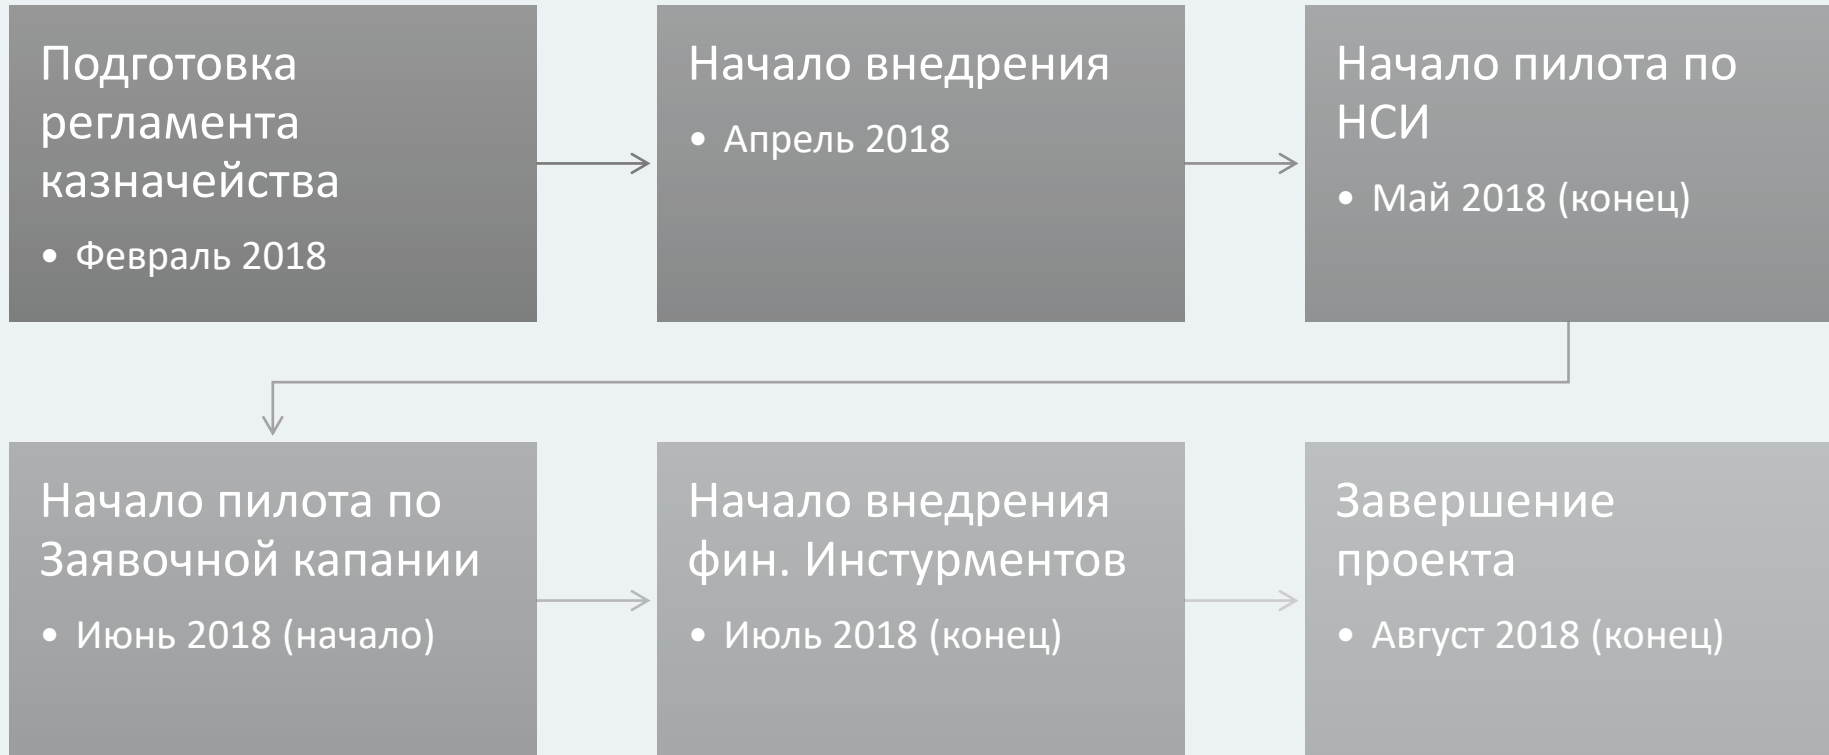 Подготовка
регламента
казначейства
• Февраль 2018
Начало внедрения
• Апрель 2018
Начало пилота по
НСИ
• Май 2018 (конец)
Начало пилота по
Заявочной капании
• Июнь 2018 (начало)
Начало внедрения
фин. Инстурментов
• Июль 2018 (конец)
Завершение
проекта
• Август 2018 (конец)